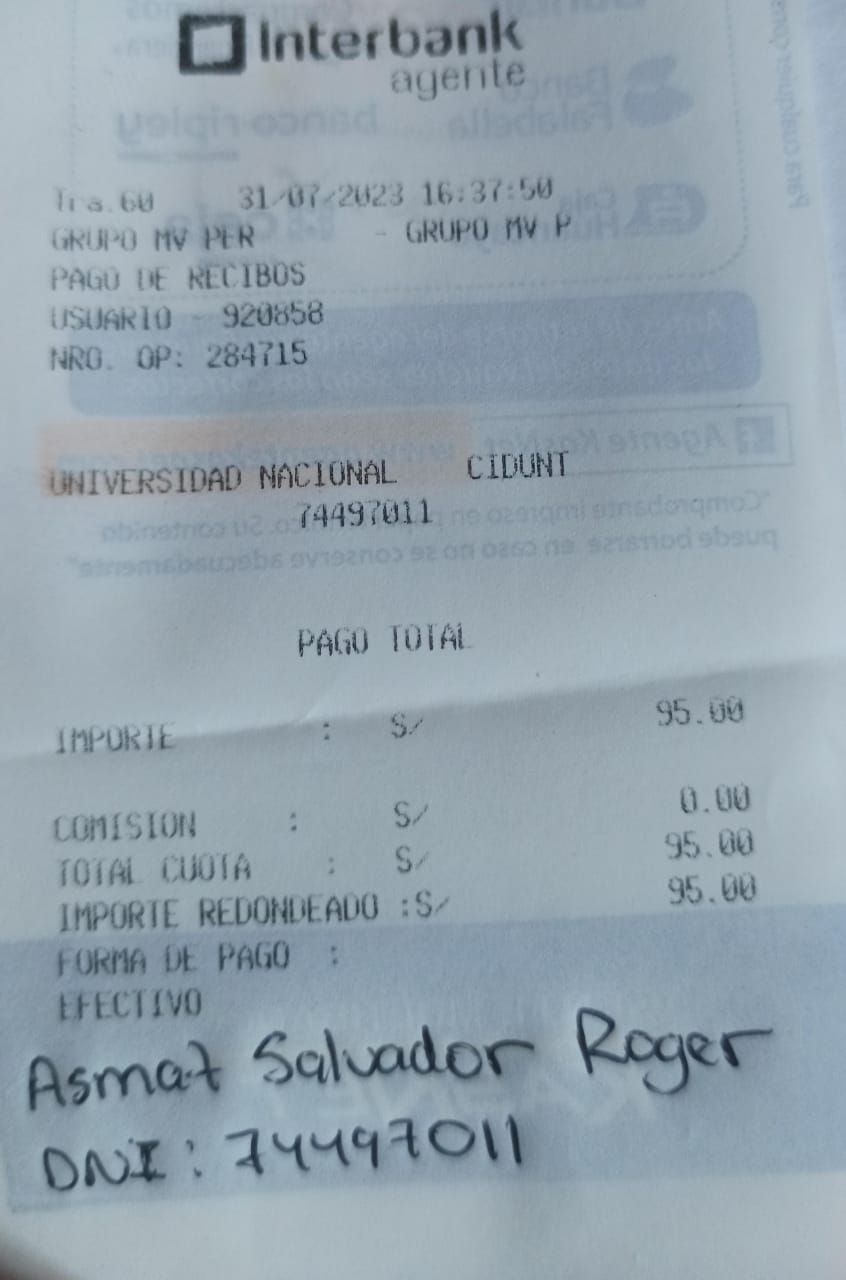 Interbank
agente
Tra.60 31/07/2023 16:37:50
GRUPO MV PER - GRUPO MV P
PAGO DE RECIBOS
USUARIO - 920858
NRO. OP: 284715
UNIVERSIDAD NACIONAL CIDUNT
74497011
PAGO TOTAL
IMPORTE : S/ 95.00
COMISION : S/ 0.00
TOTAL CUOTA : S/ 95.00
IMPORTE REDONDEADO :S/ 95.00
FORMA DE PAGO :
EFECTIVO
Asmat Salvador Roger
DNI: 74497011